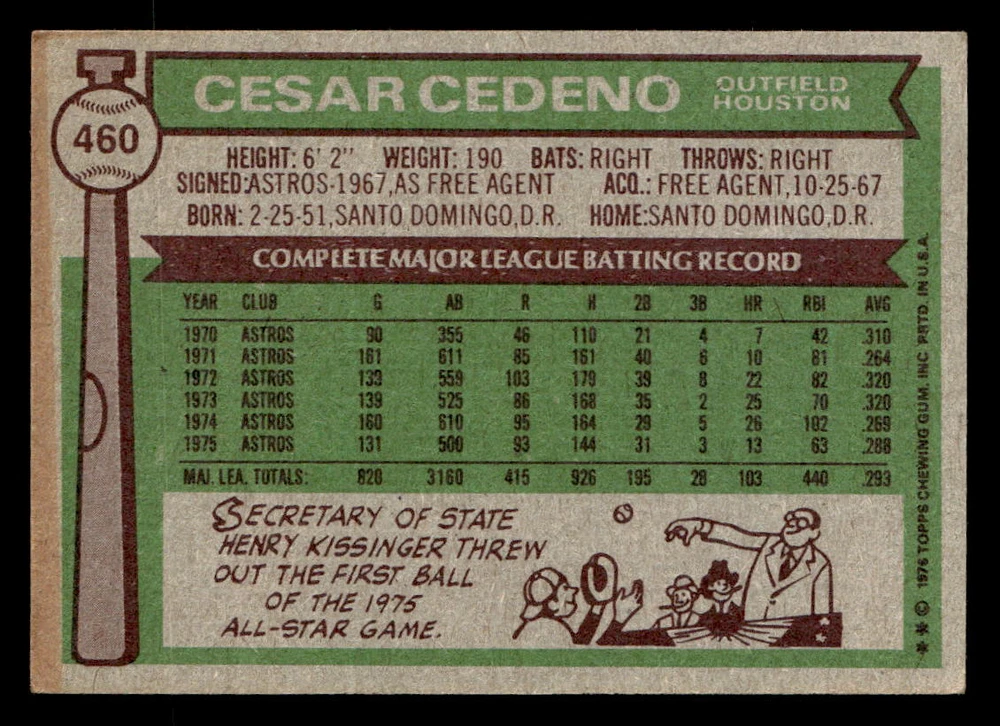 460
CESAR CEDENO
OUTFIELD
HOUSTON
HEIGHT: 6' 2" WEIGHT: 190 BATS: RIGHT THROWS: RIGHT
SIGNED: ASTROS-1967, AS FREE AGENT ACQ.: FREE AGENT, 10-25-67
BORN: 2-25-51, SANTO DOMINGO, D.R. HOME: SANTO DOMINGO, D.R.
COMPLETE MAJOR LEAGUE BATTING RECORD
YEAR CLUB G AB R H 2B 3B HR RBI AVG
1970 ASTROS 90 355 46 110 21 4 7 42 .310
1971 ASTROS 161 611 85 161 40 6 10 81 .264
1972 ASTROS 139 559 103 179 39 8 22 82 .320
1973 ASTROS 139 525 86 168 35 2 25 70 .320
1974 ASTROS 160 610 95 164 29 5 26 102 .269
1975 ASTROS 131 500 93 144 31 3 13 63 .288
MAJ. LEA. TOTALS: 820 3160 415 926 195 28 103 440 .293
SECRETARY OF STATE
HENRY KISSINGER THREW
OUT THE FIRST BALL
OF THE 1975
ALL-STAR GAME.
**© 1976 TOPPS CHEWING GUM, INC. PRTD. IN U.S.A.